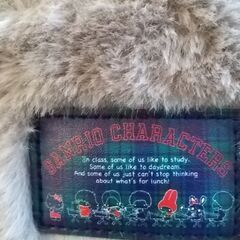 SANRIO CHARACTERS
In class, some of us like to study.
Some of us like to daydream.
And some of us just can't stop thinking
about what's for lunch!